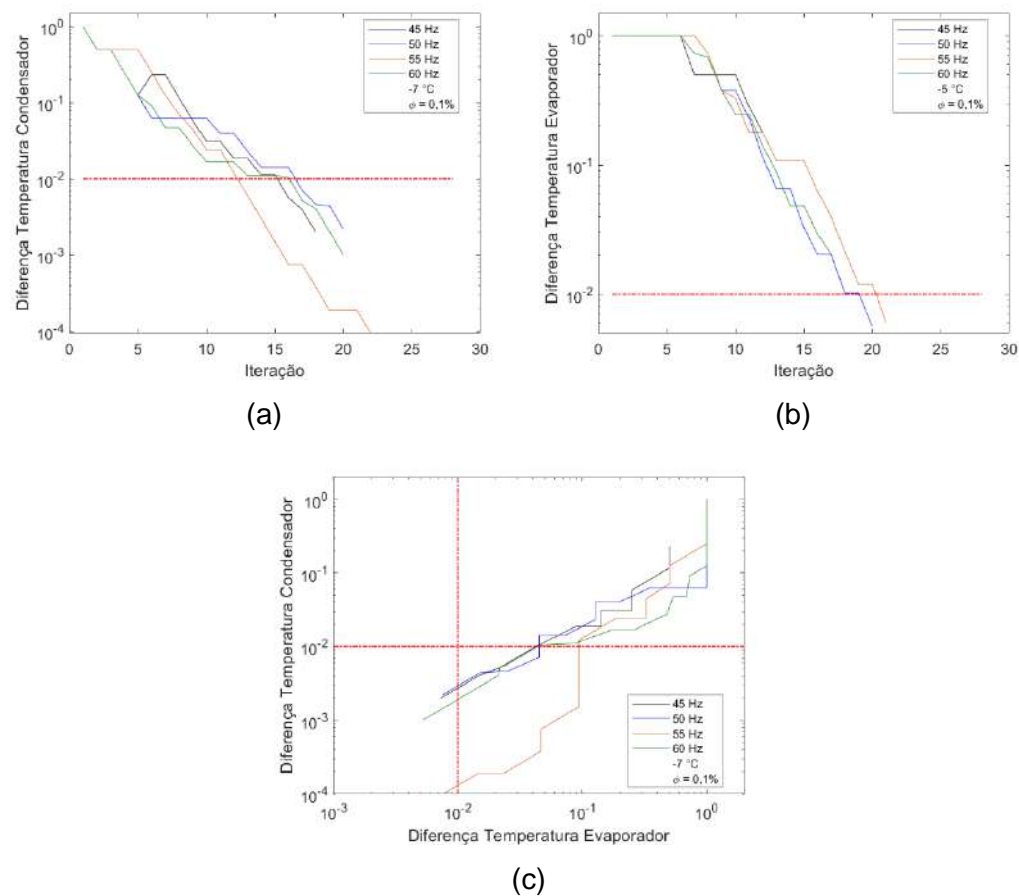 Diferença Temperatura Condensador
10^0
10^-1
10^-2
10^-3
10^-4
0 5 10 15 20 25 30
Iteração
45 Hz
50 Hz
55 Hz
60 Hz
-7 °C
ϕ = 0,1%
(a)
Diferença Temperatura Evaporador
10^0
10^-1
10^-2
0 5 10 15 20 25 30
Iteração
45 Hz
50 Hz
55 Hz
60 Hz
-5 °C
ϕ = 0,1%
(b)
Diferença Temperatura Condensador
10^0
10^-1
10^-2
10^-3
10^-4
10^-3 10^-2 10^-1 10^0
Diferença Temperatura Evaporador
45 Hz
50 Hz
55 Hz
60 Hz
-7 °C
ϕ = 0,1%
(c)